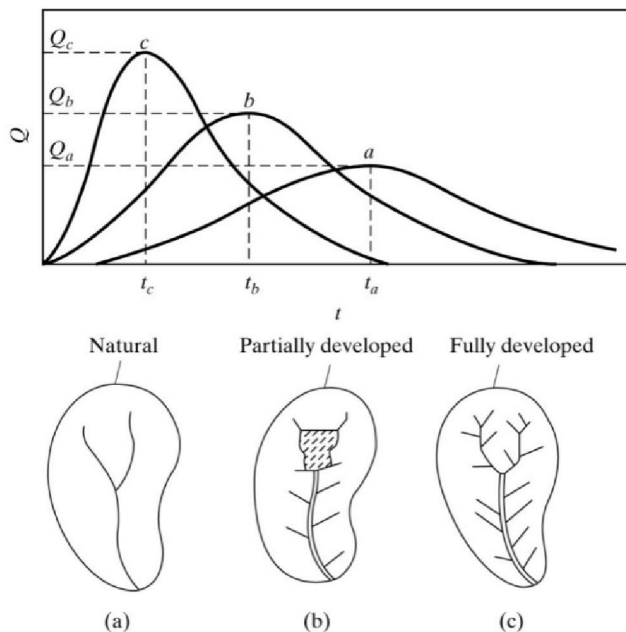 Q_c
c
Q_b
b
Q_a
a
Q
t_c
t_b
t_a
t
Natural
Partially developed
Fully developed
(a)
(b)
(c)